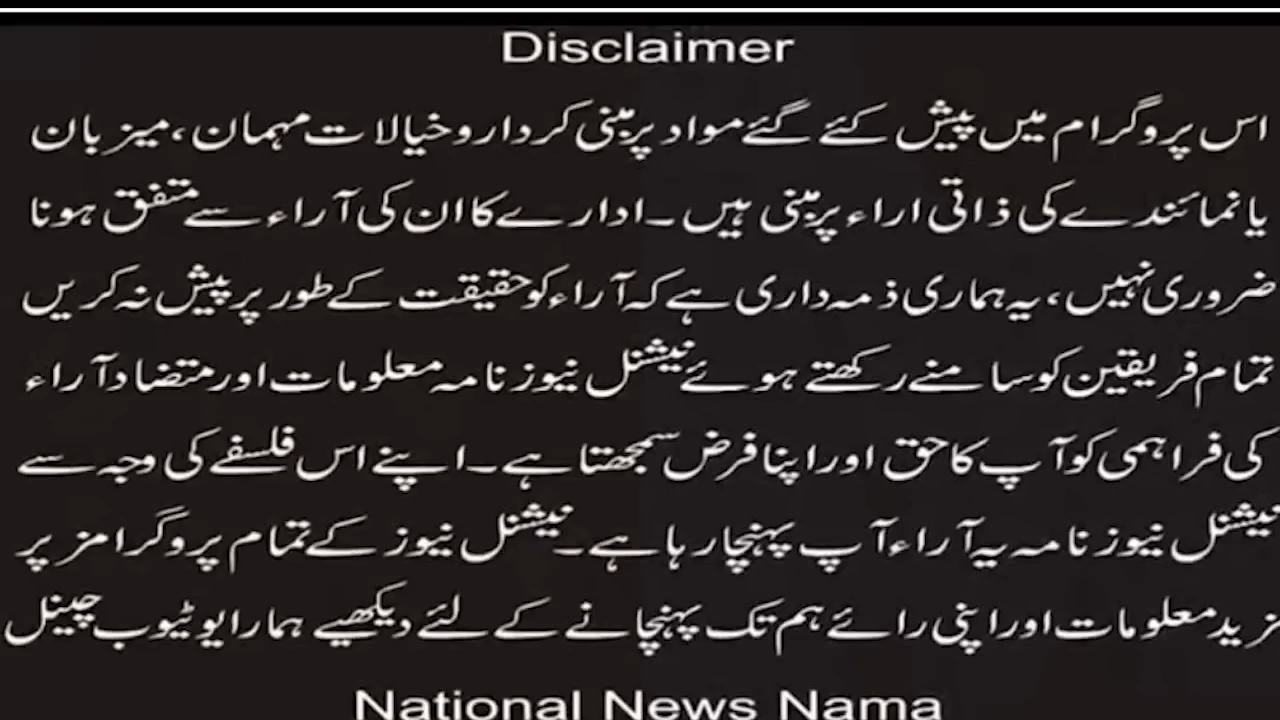 Disclaimer
اس پروگرام میں پیش کئے گئے مواد پر مبنی کردار و خیالات مہمان، میزبان
یا نمائندے کی ذاتی اراء پر مبنی ہیں۔ ادارے کا ان کی آراء سے متفق ہونا
ضروری نہیں، یہ ہماری ذمہ داری ہے کہ آراء کو حقیقت کے طور پر پیش نہ کریں
تمام فریقین کو سامنے رکھتے ہوئے نیشنل نیوز نامہ معلومات اور متضاد آراء
کی فراہمی کو آپ کا حق اور اپنا فرض سمجھتا ہے۔ اپنے اس فلسفے کی وجہ سے
نیشنل نیوز نامہ یہ آراء آپ پہنچا رہا ہے۔ نیشنل نیوز کے تمام پروگرامز پر
زید معلومات اور اپنی رائے ہم تک پہنچانے کے لئے دیکھیے ہمارا یوٹیوب چینل
National News Nama